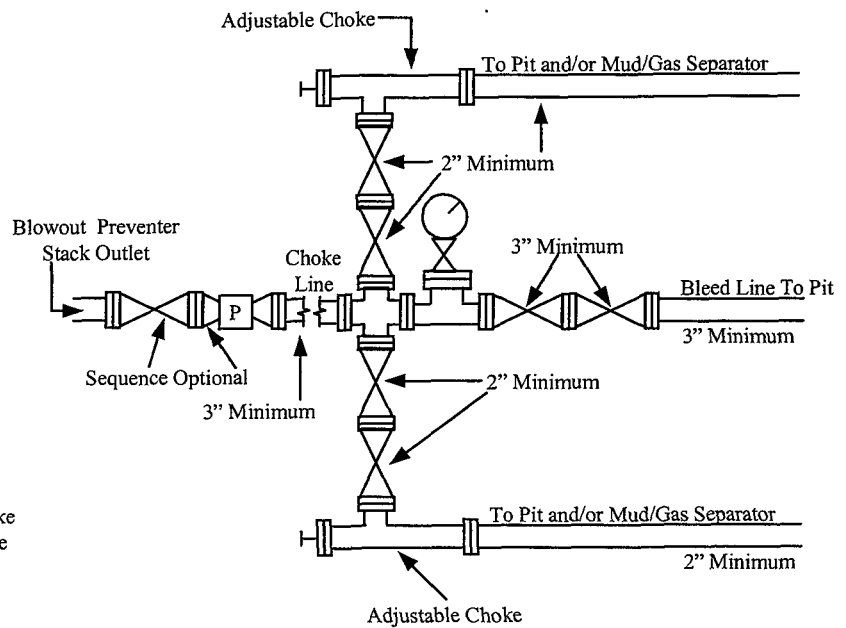 Adjustable Choke
To Pit and/or Mud/Gas Separator
2” Minimum
Blowout Preventer
Stack Outlet
Choke
Line
3” Minimum
P
Bleed Line To Pit
3” Minimum
Sequence Optional
3” Minimum
2” Minimum
To Pit and/or Mud/Gas Separator
2” Minimum
Adjustable Choke